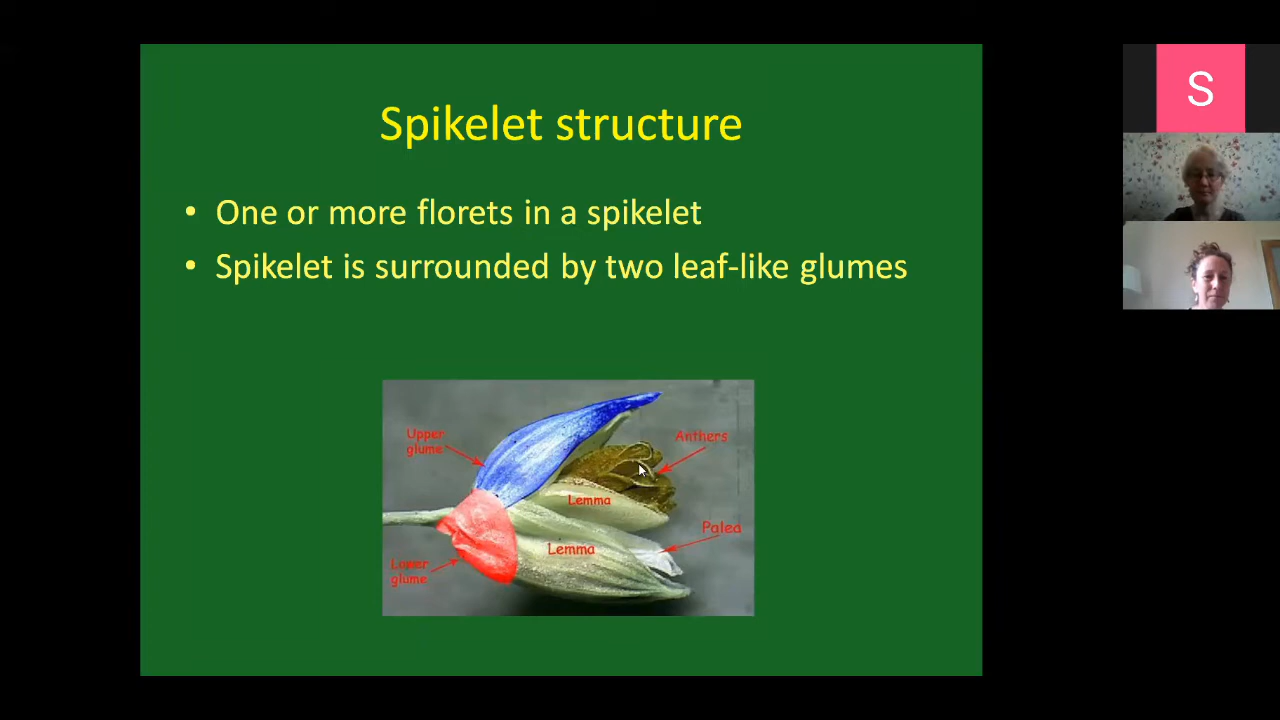 Spikelet structure
• One or more florets in a spikelet
• Spikelet is surrounded by two leaf-like glumes
Upper
glume
Anthers
Lemma
Palea
Lemma
Lower
glume
S